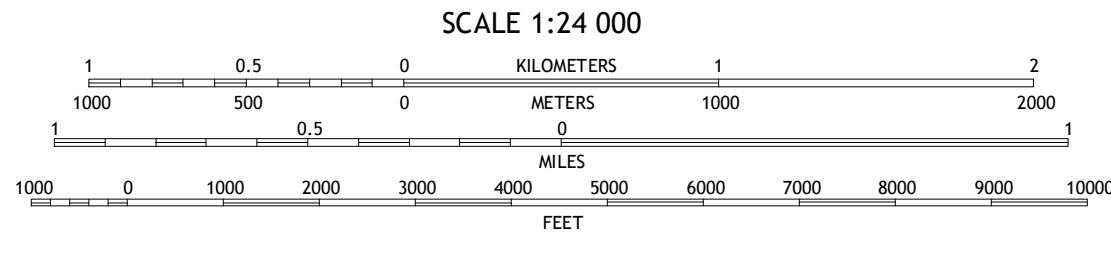 SCALE 1:24 000
1 0.5 0 KILOMETERS 1 2
1000 500 0 METERS 1000 2000
1 0.5 0 1
MILES
1000 0 1000 2000 3000 4000 5000 6000 7000 8000 9000 10000
FEET